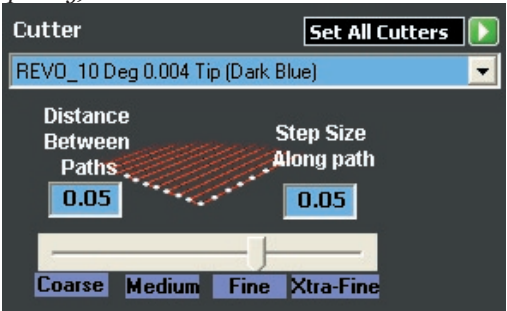 Cutter
Set All Cutters
REVO_10 Deg 0.004 Tip (Dark Blue)
Distance
Between
Paths
Step Size
Along path
0.05
0.05
Coarse Medium Fine Xtra-Fine